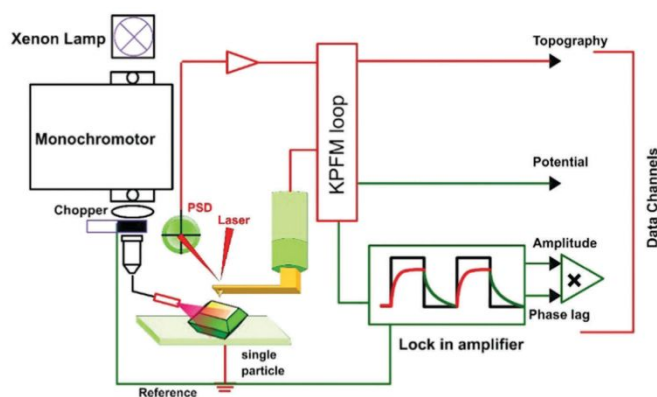 Xenon Lamp
Monochromotor
Chopper
PSD
Laser
KPFM loop
Topography
Potential
Data Channels
Amplitude
Phase lag
Lock in amplifier
single
particle
Reference